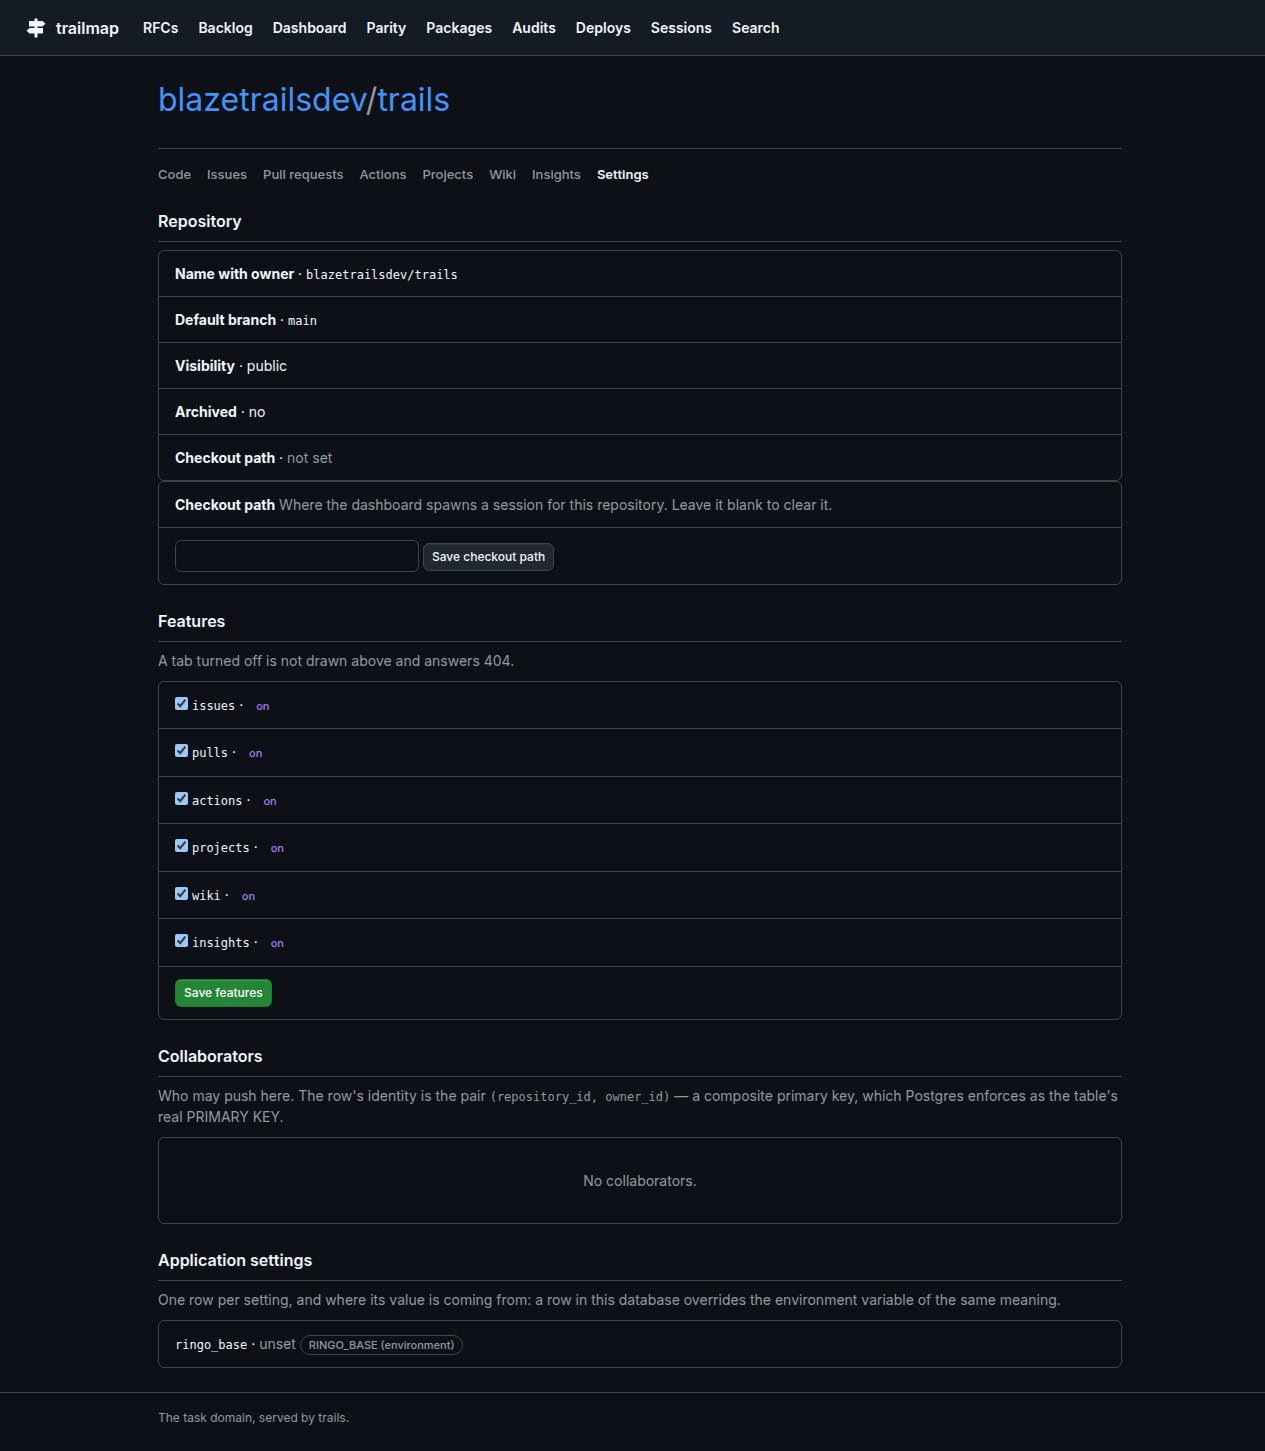 trailmap RFCs Backlog Dashboard Parity Packages Audits Deploys Sessions Search
blazetrailsdev/trails
Code Issues Pull requests Actions Projects Wiki Insights Settings
Repository
Name with owner · blazetrailsdev/trails
Default branch · main
Visibility · public
Archived · no
Checkout path · not set
Checkout path Where the dashboard spawns a session for this repository. Leave it blank to clear it.
Save checkout path
Features
A tab turned off is not drawn above and answers 404.
issues · on
pulls · on
actions · on
projects · on
wiki · on
insights · on
Save features
Collaborators
Who may push here. The row's identity is the pair (repository_id, owner_id) — a composite primary key, which Postgres enforces as the table's
real PRIMARY KEY.
No collaborators.
Application settings
One row per setting, and where its value is coming from: a row in this database overrides the environment variable of the same meaning.
ringo_base · unset RINGO_BASE (environment)
The task domain, served by trails.